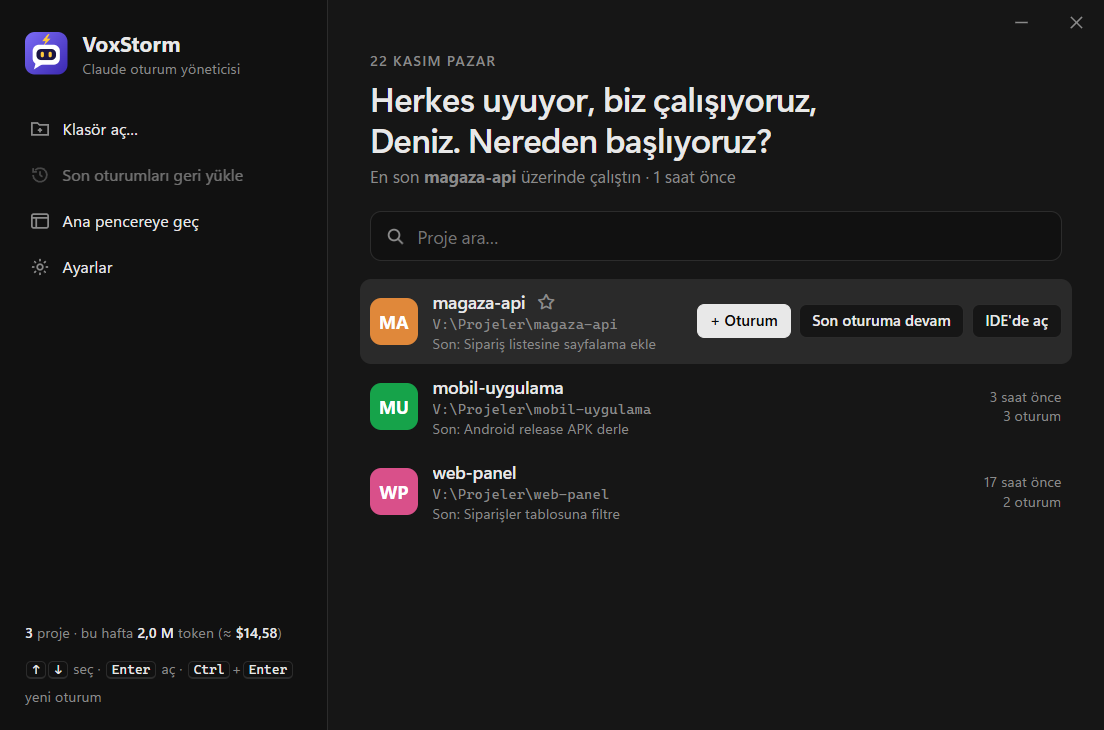 VoxStorm
Claude oturum yöneticisi
Klasör aç...
Son oturumları geri yükle
Ana pencereye geç
Ayarlar
3 proje · bu hafta 2,0 M token (≈ $14,58)
↑ ↓ seç · Enter aç · Ctrl + Enter
yeni oturum
22 KASIM PAZAR
Herkes uyuyor, biz çalışıyoruz,
Deniz. Nereden başlıyoruz?
En son magaza-api üzerinde çalıştın · 1 saat önce
Proje ara...
MA
magaza-api
V:\Projeler\magaza-api
Son: Sipariş listesine sayfalama ekle
+ Oturum
Son oturuma devam
IDE'de aç
MU
mobil-uygulama
V:\Projeler\mobil-uygulama
Son: Android release APK derle
3 saat önce
3 oturum
WP
web-panel
V:\Projeler\web-panel
Son: Siparişler tablosuna filtre
17 saat önce
2 oturum